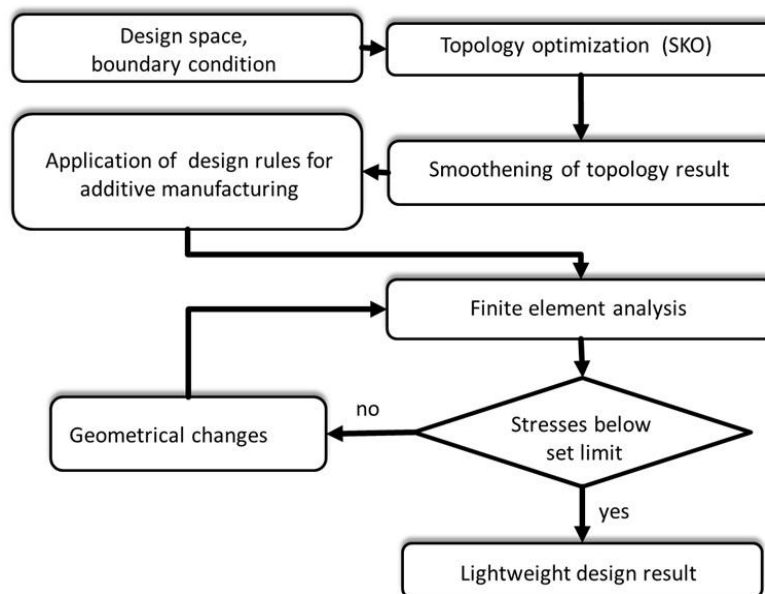 Design space,
boundary condition
Topology optimization (SKO)
Smoothening of topology result
Application of design rules for
additive manufacturing
Finite element analysis
Stresses below
set limit
no
Geometrical changes
yes
Lightweight design result